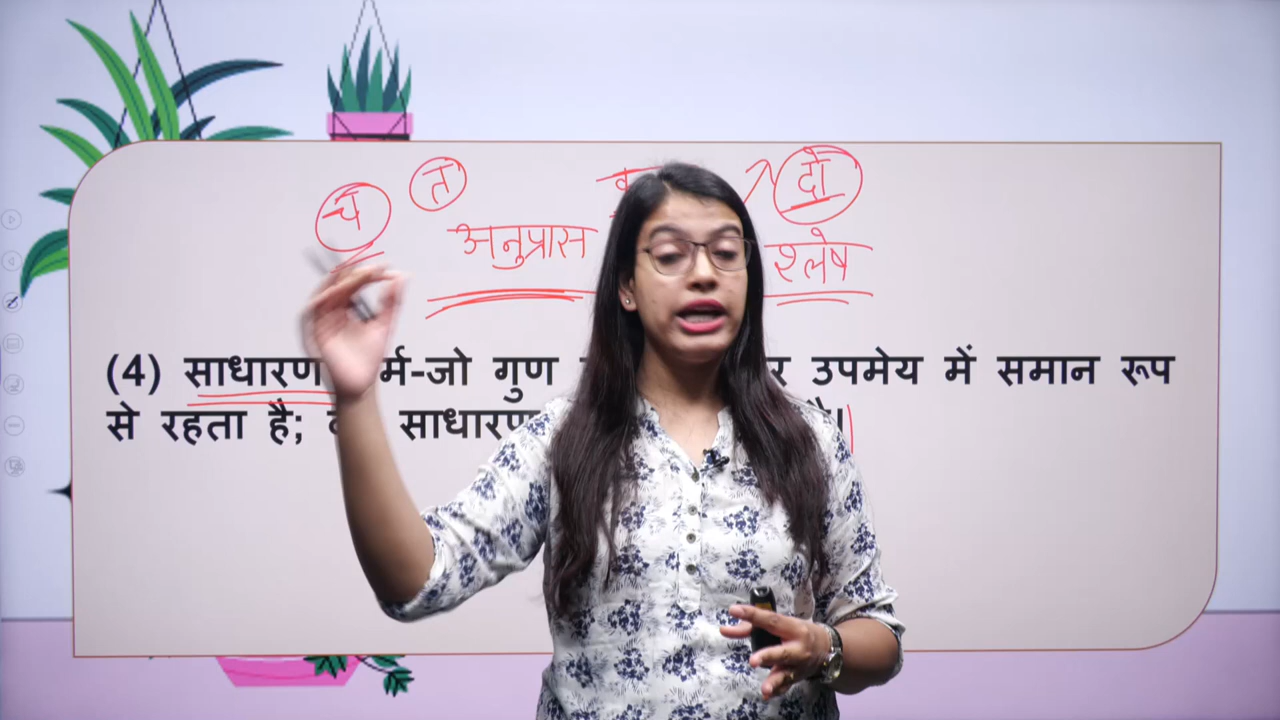 च त दो
अनुप्रास श्लेष
(4) साधारण र्म-जो गुण र उपमेय में समान रूप
से रहता है; साधारण है।